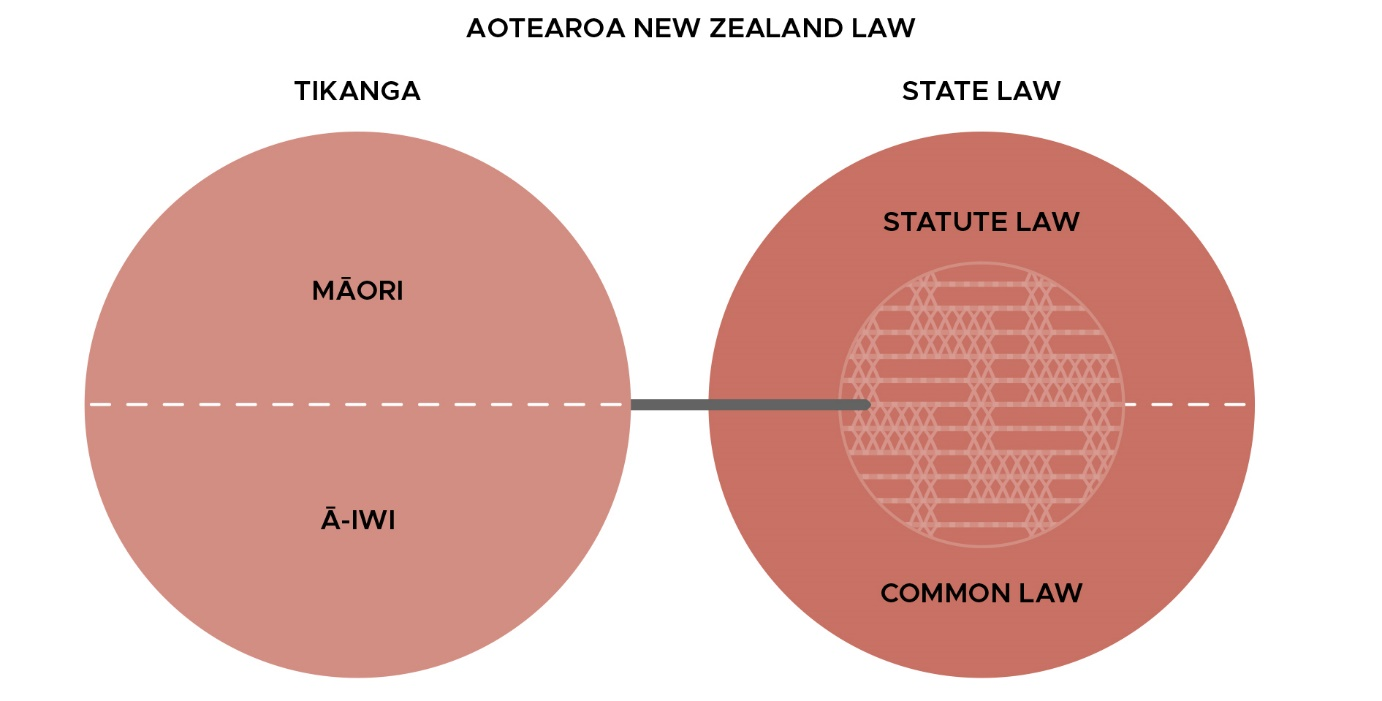 AOTEAROA NEW ZEALAND LAW
TIKANGA
STATE LAW
MĀORI
Ā-IWI
STATUTE LAW
COMMON LAW